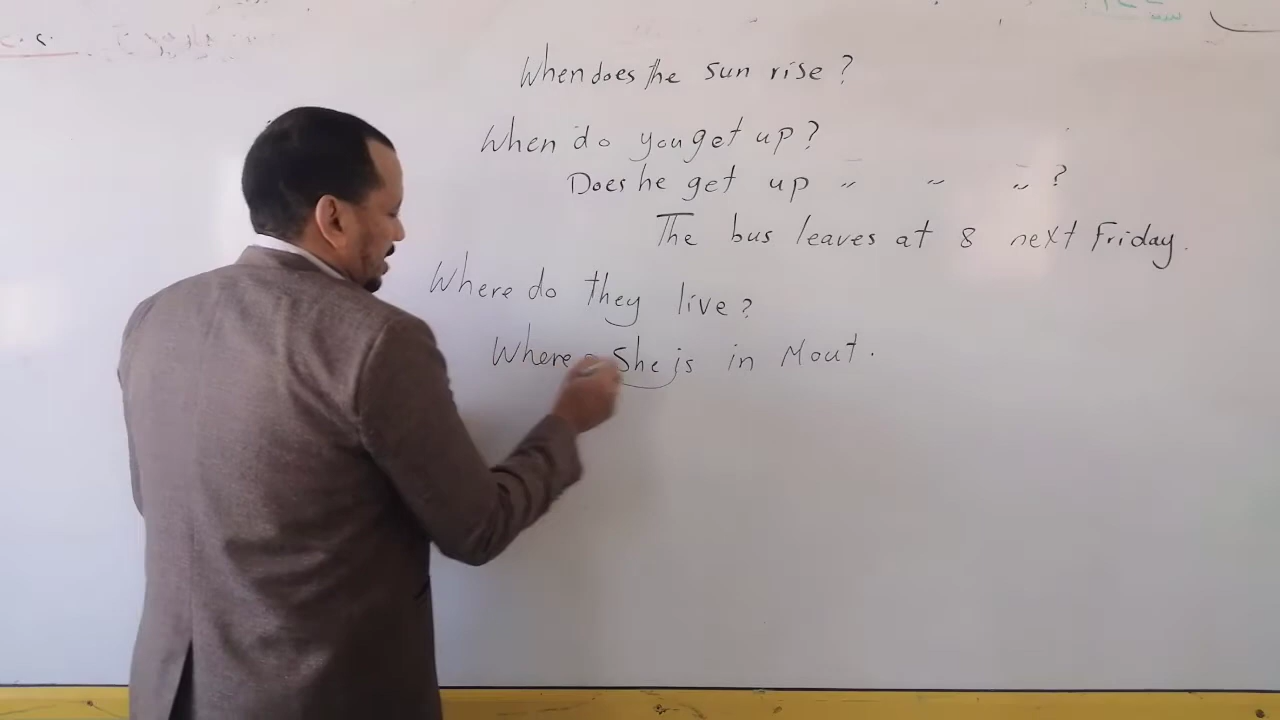 When does the sun rise?
When do you get up?
Does he get up " " "?
The bus leaves at 8 next Friday.
Where do they live?
Where She is in Mout.